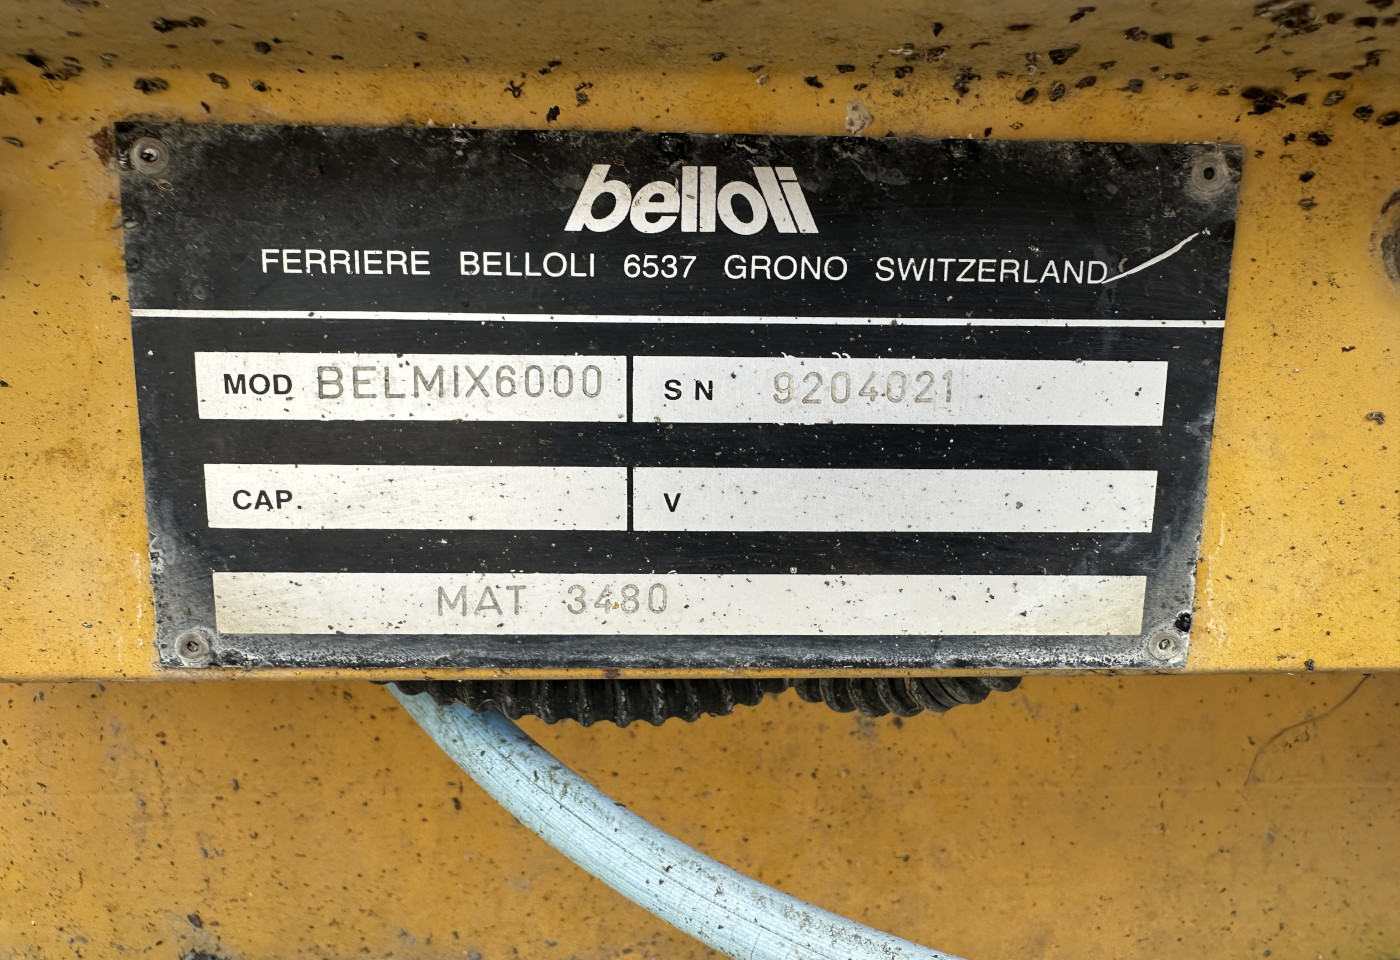 belloli
FERRIERE BELLOLI 6537 GRONO SWITZERLAND
MOD BELMIX6000 S N 9204021
CAP. V
MAT 3480